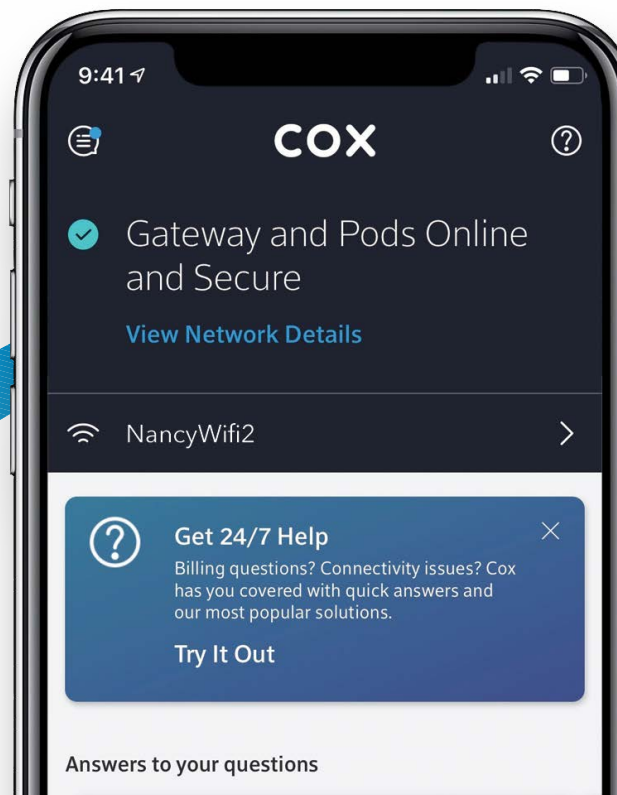 9:41
COX
Gateway and Pods Online
and Secure
View Network Details
NancyWifi2
Get 24/7 Help
Billing questions? Connectivity issues? Cox
has you covered with quick answers and
our most popular solutions.
Try It Out
Answers to your questions